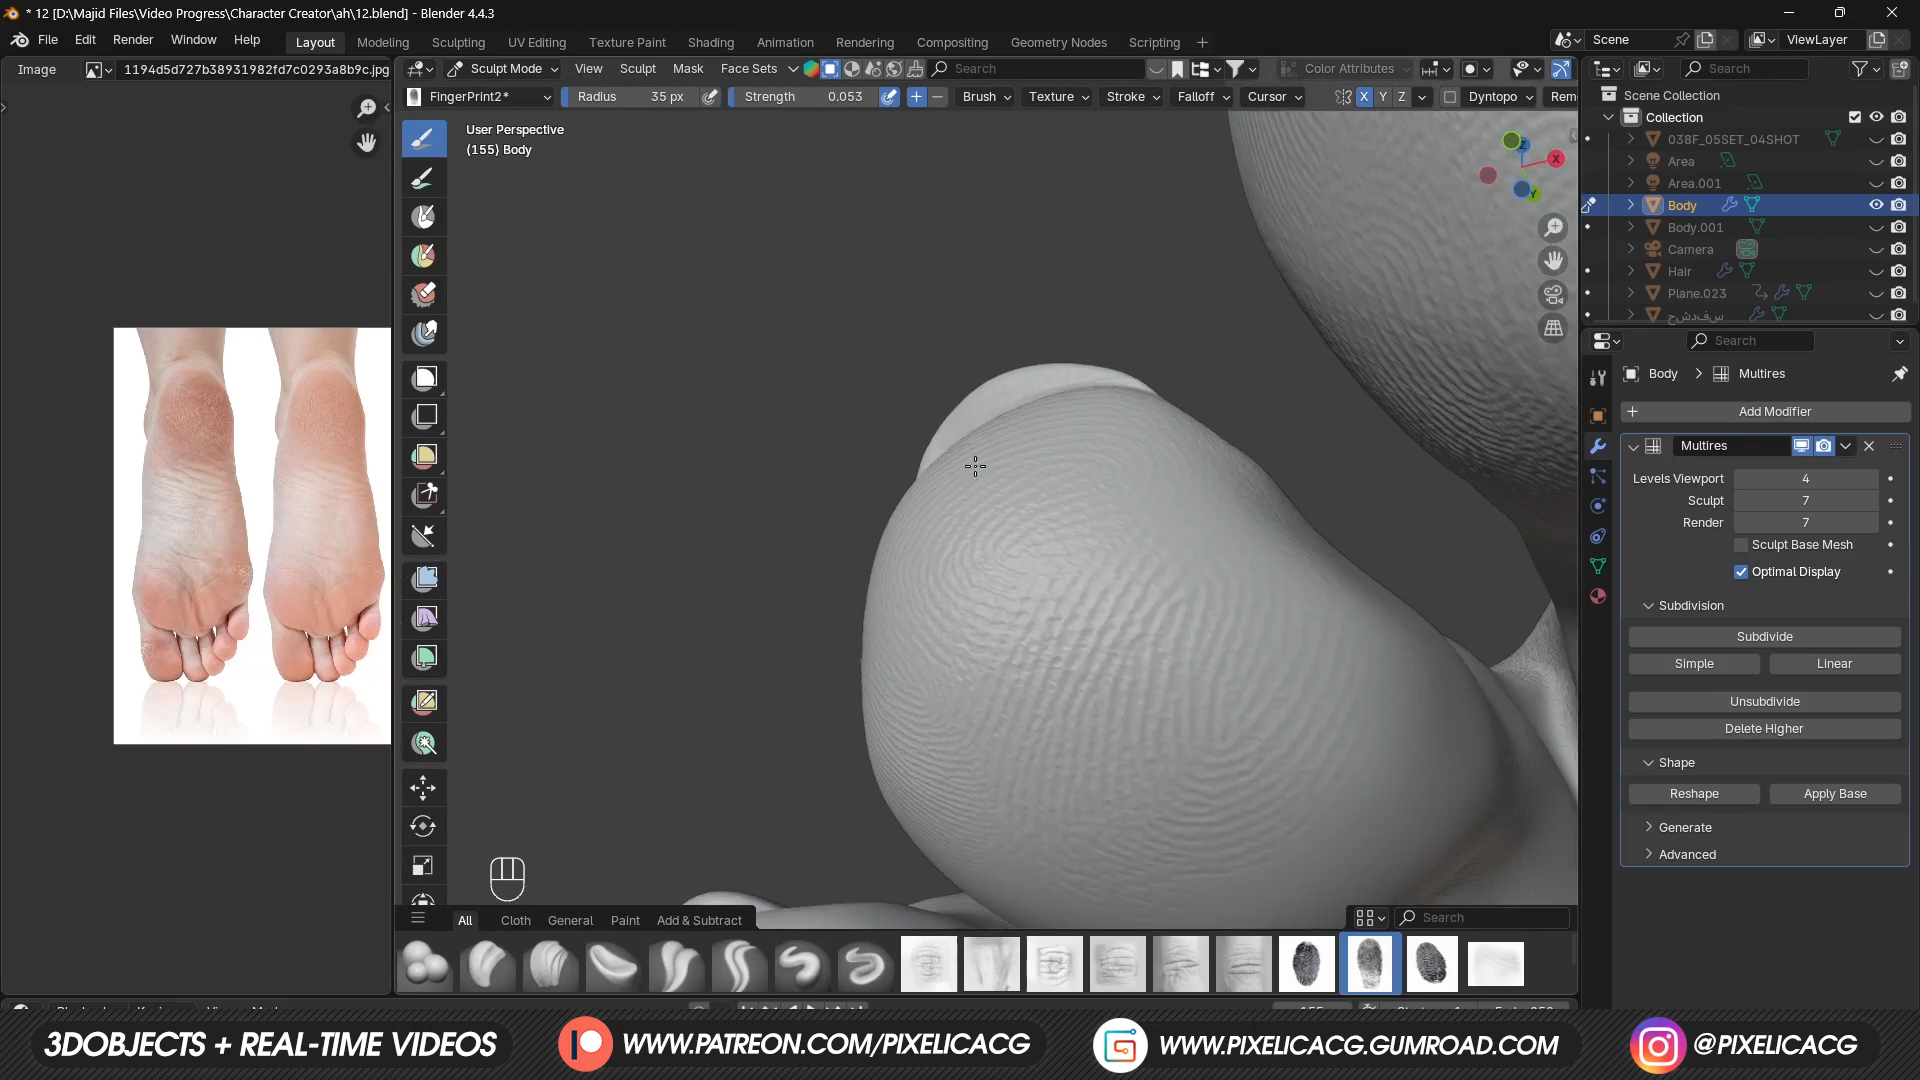 * 12 [D:\Majid Files\Video Progress\Character Creator\ah\12.blend] - Blender 4.4.3
File Edit Render Window Help Layout Modeling Sculpting UV Editing Texture Paint Shading Animation Rendering Compositing Geometry Nodes Scripting + Scene ViewLayer
Image 1194d5d727b38931982fd7c0293a8b9c.jpg Sculpt Mode View Sculpt Mask Face Sets Search Color Attributes Search
FingerPrint2* Radius 35 px Strength 0.053 Brush Texture Stroke Falloff Cursor X Y Z Dyntopo Rem
User Perspective
(155) Body
X
Z
Y
Scene Collection
Collection
038F_05SET_04SHOT
Area
Area.001
Body
Body.001
Camera
Hair
Plane.023
Search
Body > Multires
+ Add Modifier
Multires
Levels Viewport 4
Sculpt 7
Render 7
Sculpt Base Mesh
Optimal Display
Subdivision
Subdivide
Simple Linear
Unsubdivide
Delete Higher
Shape
Reshape Apply Base
Generate
Advanced
All Cloth General Paint Add & Subtract Search
3DOBJECTS + REAL-TIME VIDEOS WWW.PATREON.COM/PIXELICACG WWW.PIXELICACG.GUMROAD.COM @PIXELICACG